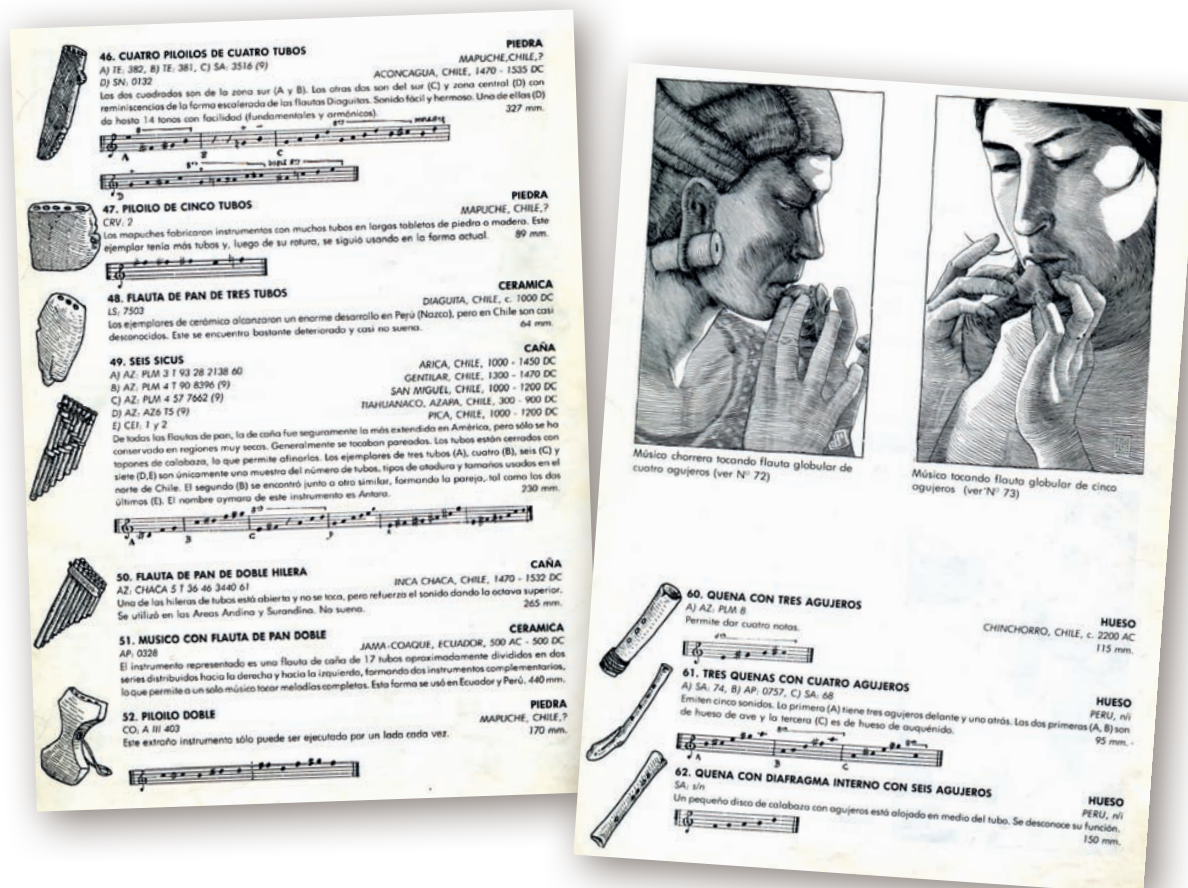 46. CUATRO PILOILOS DE CUATRO TUBOS
PIEDRA
A) TE: 382, B) TE: 381, C) SA: 3516 (9)
MAPUCHE,CHILE,?
D) SN: 0132
ACONCAGUA, CHILE, 1470 - 1535 DC
Los dos cuadrados son de la zona sur (A y B). Los otros dos son del sur (C) y zona central (D) con
reminiscencias de la forma escalerada de las flautas Diaguitas. Sonido fácil y hermoso. Uno de ellos (D)
da hasta 14 tonos con facilidad (fundamentales y armónicos).
327 mm.
A
B
C
D
47. PILOILO DE CINCO TUBOS
PIEDRA
CRV: 2
MAPUCHE, CHILE,?
Los mapuches fabricaron instrumentos con muchos tubos en largas tabletas de piedra o madera. Este
ejemplar tenía más tubos y, luego de su rotura, se siguió usando en la forma actual.
89 mm.
48. FLAUTA DE PAN DE TRES TUBOS
CERAMICA
LS: 7503
DIAGUITA, CHILE, c. 1000 DC
Los ejemplares de cerámica alcanzaron un enorme desarrollo en Perú (Nazca), pero en Chile son casi
desconocidos. Este se encuentra bastante deteriorado y casi no suena.
64 mm.
49. SEIS SICUS
CAÑA
A) AZ: PLM 3 T 93 28 2138 60
ARICA, CHILE, 1000 - 1450 DC
B) AZ: PLM 4 T 90 8396 (9)
GENTILAR, CHILE, 1300 - 1470 DC
C) AZ: PLM 4 57 7662 (9)
SAN MIGUEL, CHILE, 1000 - 1200 DC
D) AZ: AZ6 T5 (9)
TIAHUANACO, AZAPA, CHILE, 300 - 900 DC
E) CEI: 1 y 2
PICA, CHILE, 1000 - 1200 DC
De todas las flautas de pan, la de caña fue seguramente la más extendida en América, pero sólo se ha
conservado en regiones muy secas. Generalmente se tocaban pareadas. Los tubos están cerrados con
tapones de calabaza, lo que permite afinarlos. Los ejemplares de tres tubos (A), cuatro (B), seis (C) y
siete (D,E) son únicamente una muestra del número de tubos, tipos de atadura y tamaños usados en el
norte de Chile. El segundo (B) se encontró junto a otro similar, formando la pareja, tal como los dos
últimos (E). El nombre aymara de este instrumento es Antara.
230 mm.
A
B
C
50. FLAUTA DE PAN DE DOBLE HILERA
CAÑA
AZ: CHACA 5 T 36 46 3440 61
INCA CHACA, CHILE, 1470 - 1532 DC
Una de las hileras de tubos está abierta y no se toca, pero refuerza el sonido dando la octava superior.
Se utilizó en las Areas Andina y Surandina. No suena.
265 mm.
51. MUSICO CON FLAUTA DE PAN DOBLE
CERAMICA
AP: 0328
JAMA-COAQUE, ECUADOR, 500 AC - 500 DC
El instrumento representado es una flauta de caña de 17 tubos aproximadamente divididos en dos
series distribuidos hacia la derecha y hacia la izquierda, formando dos instrumentos complementarios,
lo que permite a un solo músico tocar melodías completas. Esta forma se usó en Ecuador y Perú. 440 mm.
52. PILOILO DOBLE
PIEDRA
CO: A III 403
MAPUCHE, CHILE,?
Este extraño instrumento sólo puede ser ejecutado por un lado cada vez.
170 mm.
Músico chorrera tocando flauta globular de
cuatro agujeros (ver Nº 72)
Músico tocando flauta globular de cinco
agujeros (ver Nº 73)
60. QUENA CON TRES AGUJEROS
HUESO
A) AZ: PLM 8
CHINCHORRO, CHILE, c. 2200 AC
Permite dar cuatro notas.
115 mm.
61. TRES QUENAS CON CUATRO AGUJEROS
HUESO
A) SA: 74, B) AP: 0757, C) SA: 68
PERU, n/i
Emiten cinco sonidos. La primera (A) tiene tres agujeros delante y uno atrás. Las dos primeras (A, B) son
de hueso de ave y la tercera (C) es de hueso de auquénido.
95 mm.
A
B
C
62. QUENA CON DIAFRAGMA INTERNO CON SEIS AGUJEROS
HUESO
SA: s/n
PERU, n/i
Un pequeño disco de calabaza con agujeros está alojado en medio del tubo. Se desconoce su función.
150 mm.